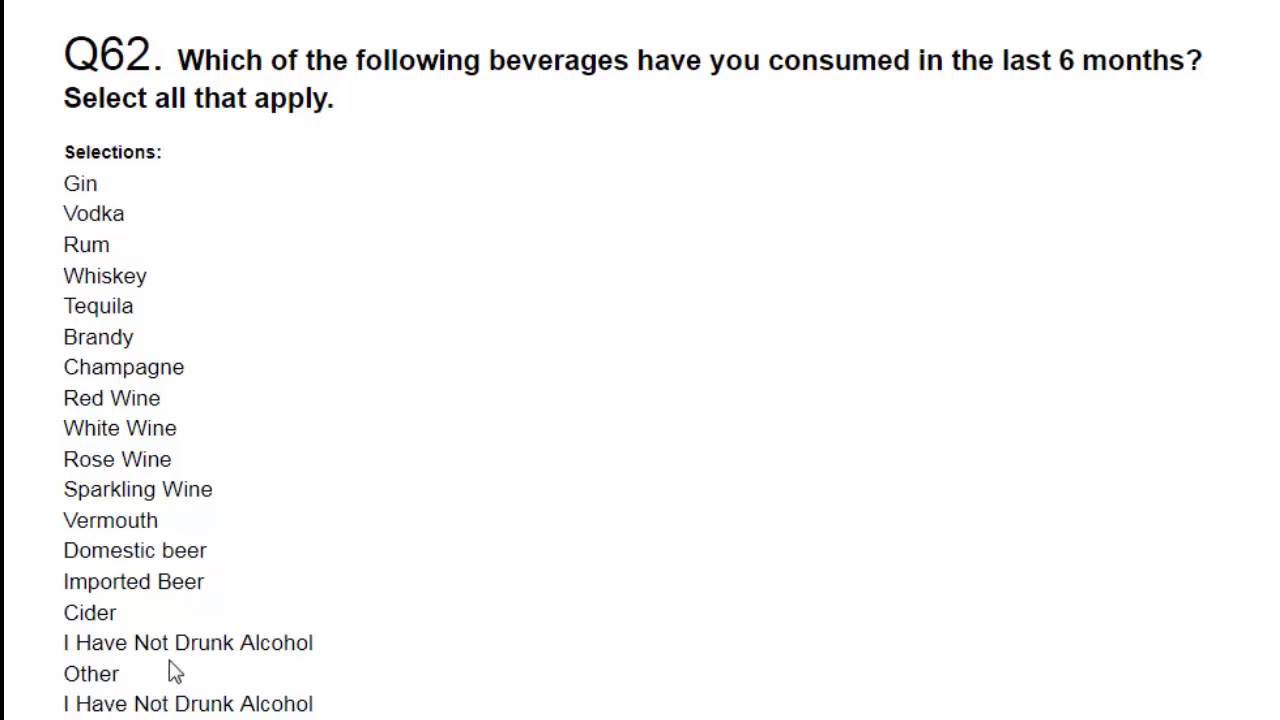 Q62. Which of the following beverages have you consumed in the last 6 months?
Select all that apply.
Selections:
Gin
Vodka
Rum
Whiskey
Tequila
Brandy
Champagne
Red Wine
White Wine
Rose Wine
Sparkling Wine
Vermouth
Domestic beer
Imported Beer
Cider
I Have Not Drunk Alcohol
Other
I Have Not Drunk Alcohol